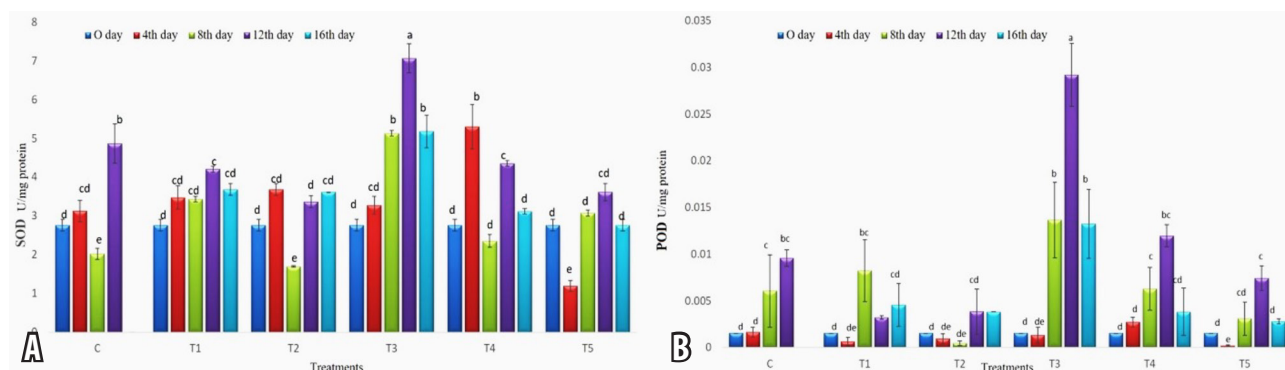 8
O day 4th day 8th day 12th day 16th day
7
6
5
4
3
2
1
0
SOD U/mg protein
d cd e b
d cd cd c cd
d cd e d cd
d cd b a b
d b d c d
d e d cd d
C T1 T2 T3 T4 T5
Treatments
A
0.035
O day 4th day 8th day 12th day 16th day
0.03
0.025
0.02
0.015
0.01
0.005
0
POD U/mg protein
d d c bc
d de bc d cd
d de de cd cd
d de b a b
d d c bc cd
d e cd c d
C T1 T2 T3 T4 T5
Treatments
B